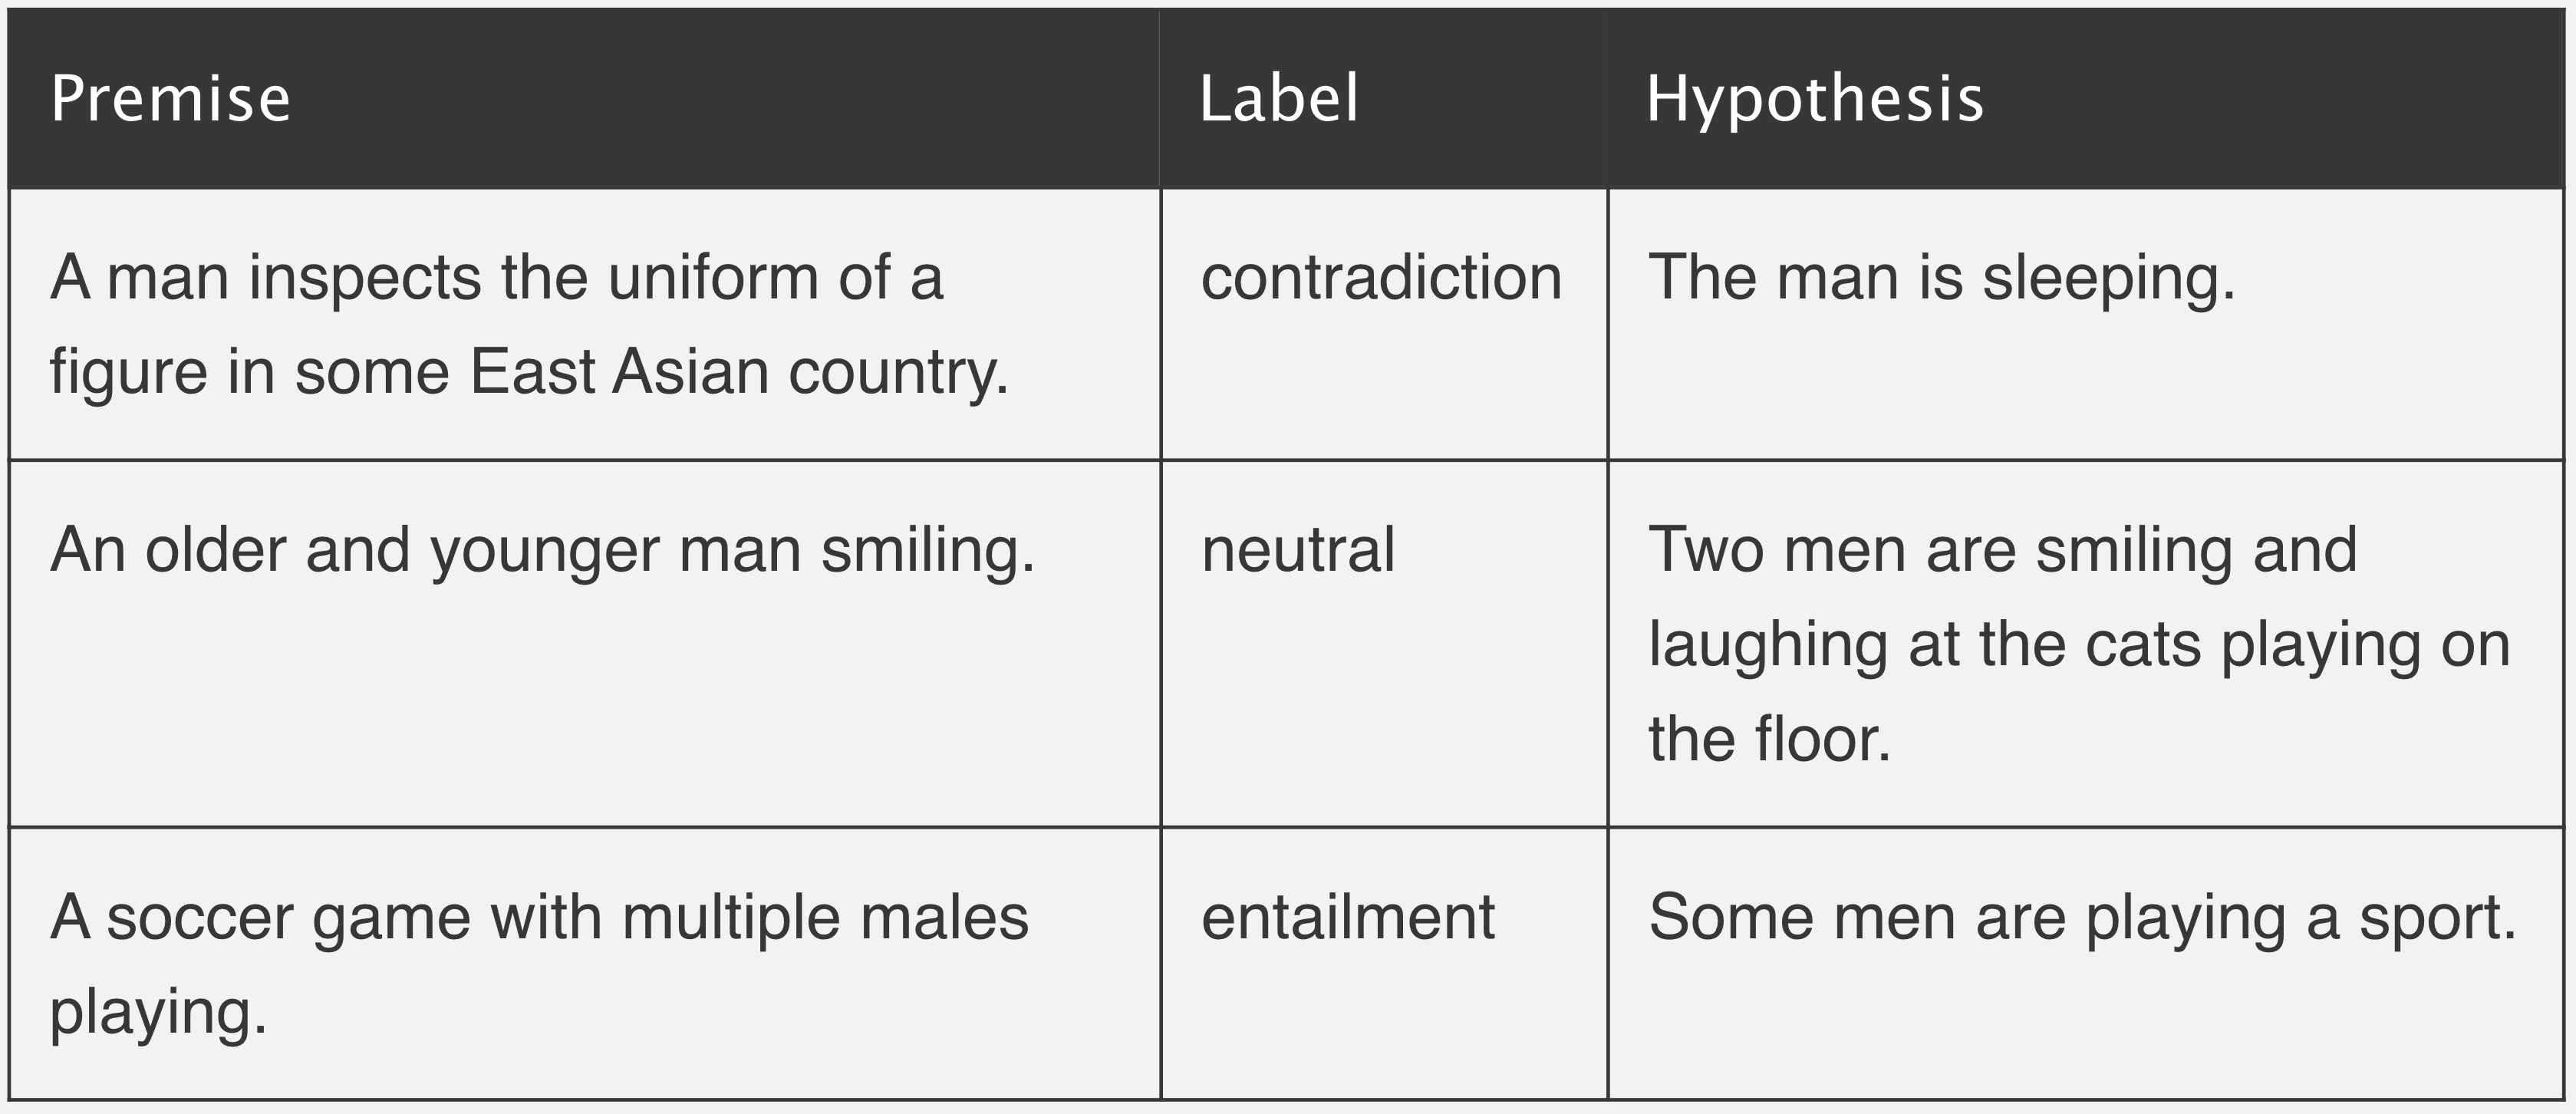 Premise Label Hypothesis
A man inspects the uniform of a contradiction The man is sleeping.
figure in some East Asian country.
An older and younger man smiling. neutral Two men are smiling and
laughing at the cats playing on
the floor.
A soccer game with multiple males entailment Some men are playing a sport.
playing.